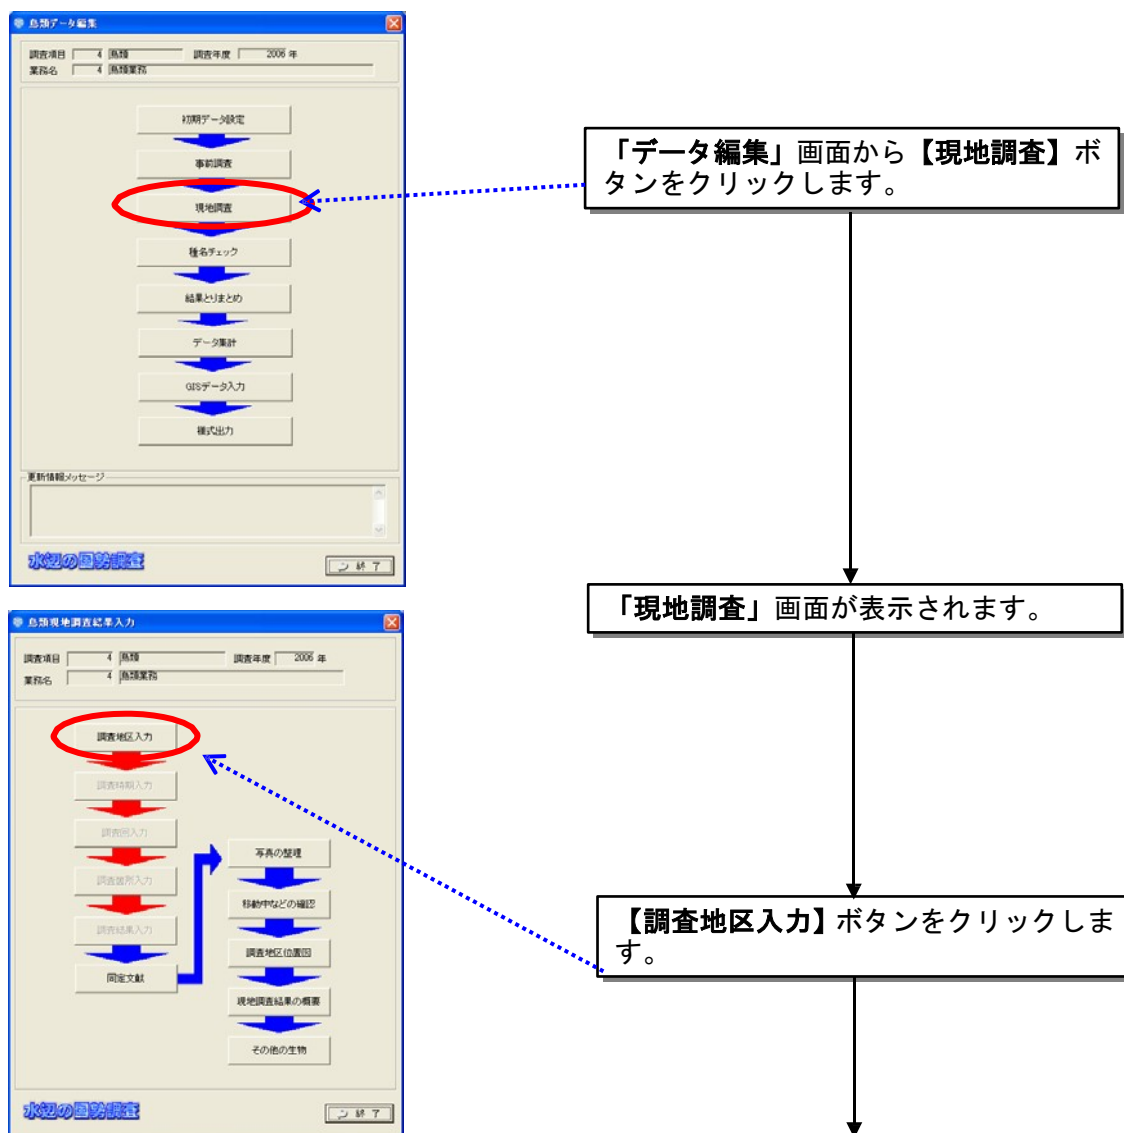 鳥類データ編集
調査項目 4 鳥類 調査年度 2006 年
業務名 4 鳥類業務
初期データ設定
事前調査
現地調査
種名チェック
結果とりまとめ
データ集計
GISデータ入力
様式出力
更新情報メッセージ
水辺の国勢調査
終了
「データ編集」画面から【現地調査】ボ
タンをクリックします。
「現地調査」画面が表示されます。
鳥類現地調査結果入力
調査項目 4 鳥類 調査年度 2006 年
業務名 4 鳥類業務
調査地区入力
調査時期入力
調査回入力
調査箇所入力
調査結果入力
同定文献
写真の整理
移動中などの確認
調査地区位置図
現地調査結果の概要
その他の生物
水辺の国勢調査
終了
【調査地区入力】ボタンをクリックしま
す。